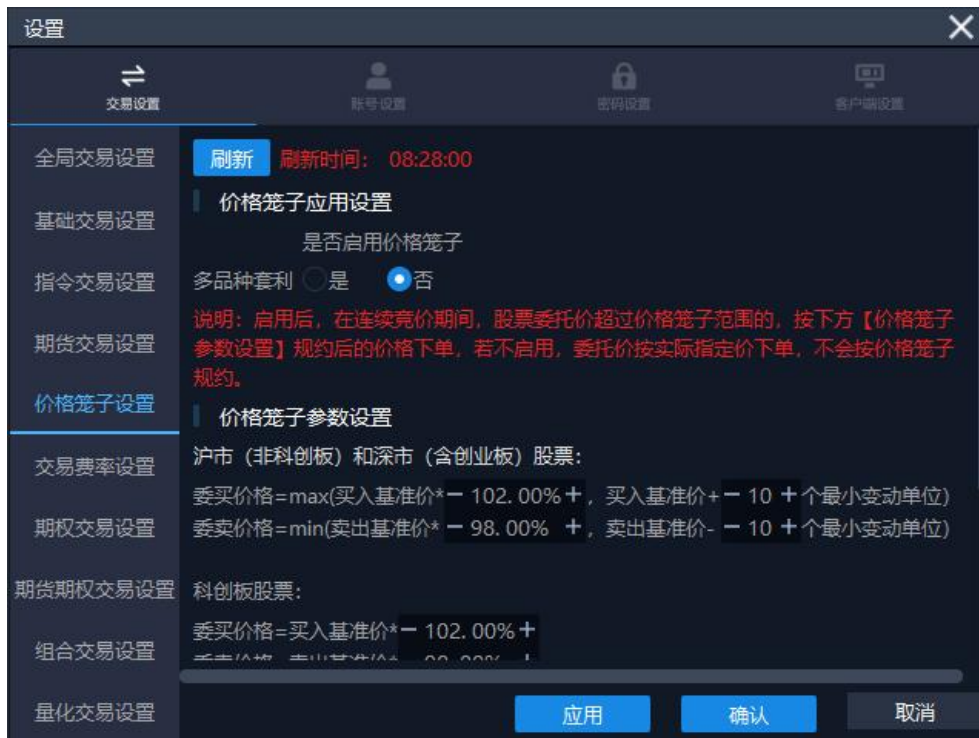 设置
交易设置
账号设置
密码设置
客户端设置
全局交易设置
基础交易设置
指令交易设置
期货交易设置
价格笼子设置
交易费率设置
期权交易设置
期货期权交易设置
组合交易设置
量化交易设置
刷新 刷新时间： 08:28:00
价格笼子应用设置
是否启用价格笼子
多品种套利 是 否
说明：启用后，在连续竞价期间，股票委托价超过价格笼子范围的，按下方【价格笼子
参数设置】规约后的价格下单，若不启用，委托价按实际指定价下单，不会按价格笼子
规约。
价格笼子参数设置
沪市（非科创板）和深市（含创业板）股票：
委买价格=max(买入基准价*－ 102.00%＋，买入基准价+－ 10 ＋个最小变动单位)
委卖价格=min(卖出基准价*－ 98.00% ＋，卖出基准价-－ 10 ＋个最小变动单位)
科创板股票：
委买价格=买入基准价*－ 102.00%＋
应用 确认 取消